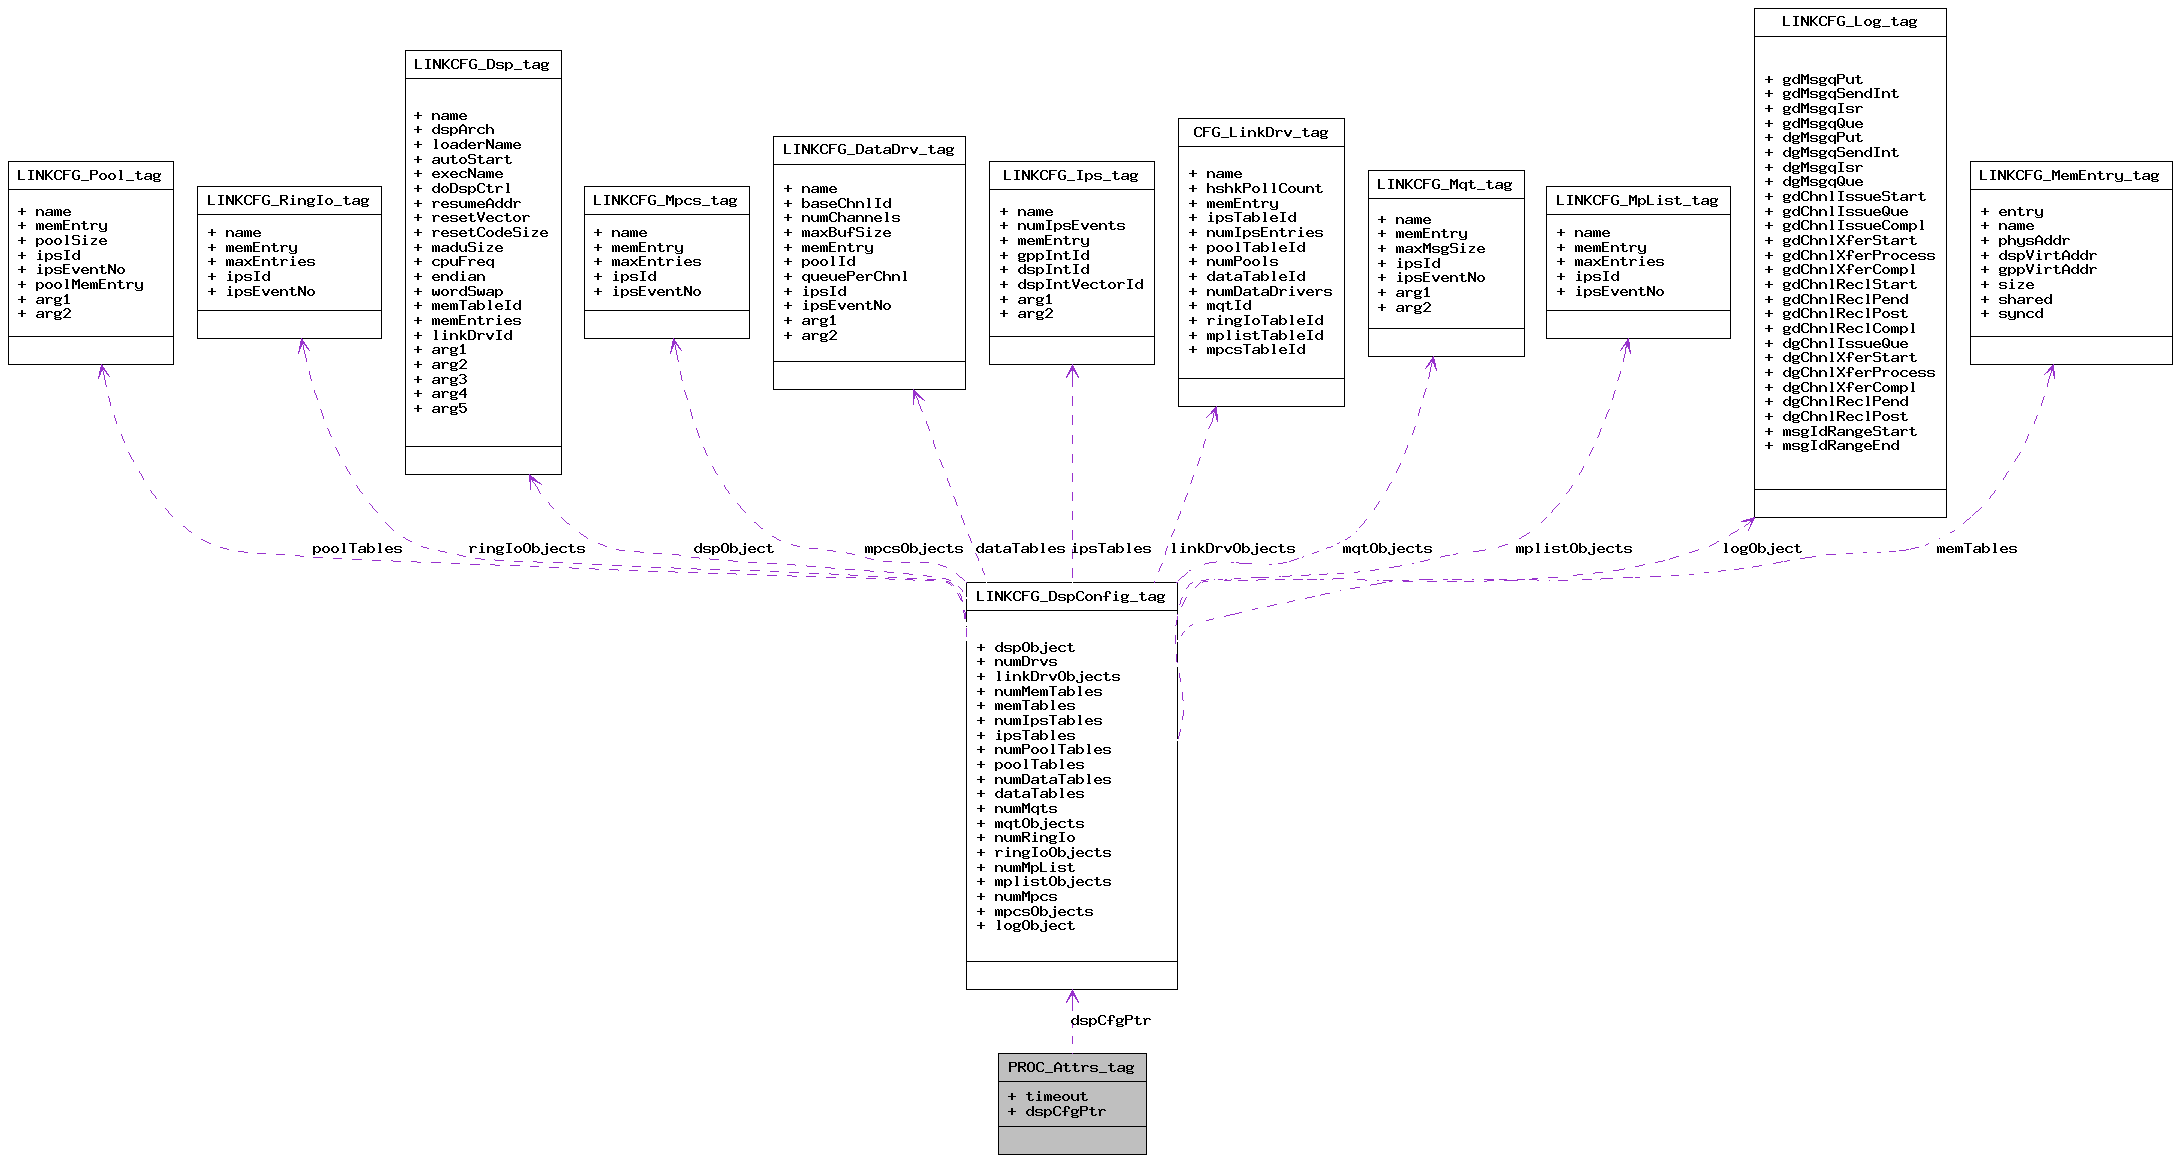 LINKCFG_Pool_tag
+ name
+ memEntry
+ poolSize
+ ipsId
+ ipsEventNo
+ poolMemEntry
+ arg1
+ arg2
LINKCFG_RingIo_tag
+ name
+ memEntry
+ maxEntries
+ ipsId
+ ipsEventNo
LINKCFG_Dsp_tag
+ name
+ dspArch
+ loaderName
+ autoStart
+ execName
+ doDspCtrl
+ resumeAddr
+ resetVector
+ resetCodeSize
+ maduSize
+ cpuFreq
+ endian
+ wordSwap
+ memTableId
+ memEntries
+ linkDrvId
+ arg1
+ arg2
+ arg3
+ arg4
+ arg5
LINKCFG_Mpcs_tag
+ name
+ memEntry
+ maxEntries
+ ipsId
+ ipsEventNo
LINKCFG_DataDrv_tag
+ name
+ baseChnlId
+ numChannels
+ maxBufSize
+ memEntry
+ poolId
+ queuePerChnl
+ ipsId
+ ipsEventNo
+ arg1
+ arg2
LINKCFG_Ips_tag
+ name
+ numIpsEvents
+ memEntry
+ gppIntId
+ dspIntId
+ dspIntVectorId
+ arg1
+ arg2
CFG_LinkDrv_tag
+ name
+ hshkPollCount
+ memEntry
+ ipsTableId
+ numIpsEntries
+ poolTableId
+ numPools
+ dataTableId
+ numDataDrivers
+ mqtId
+ ringIoTableId
+ mplistTableId
+ mpcsTableId
LINKCFG_Mqt_tag
+ name
+ memEntry
+ maxMsgSize
+ ipsId
+ ipsEventNo
+ arg1
+ arg2
LINKCFG_MpList_tag
+ name
+ memEntry
+ maxEntries
+ ipsId
+ ipsEventNo
LINKCFG_Log_tag
+ gdMsgqPut
+ gdMsgqSendInt
+ gdMsgqIsr
+ gdMsgqQue
+ dgMsgqPut
+ dgMsgqSendInt
+ dgMsgqIsr
+ dgMsgqQue
+ gdChnlIssueStart
+ gdChnlIssueQue
+ gdChnlIssueCompl
+ gdChnlXferStart
+ gdChnlXferProcess
+ gdChnlXferCompl
+ gdChnlReclStart
+ gdChnlReclPend
+ gdChnlReclPost
+ gdChnlReclCompl
+ dgChnlIssueQue
+ dgChnlXferStart
+ dgChnlXferProcess
+ dgChnlXferCompl
+ dgChnlReclPend
+ dgChnlReclPost
+ msgIdRangeStart
+ msgIdRangeEnd
LINKCFG_MemEntry_tag
+ entry
+ name
+ physAddr
+ dspVirtAddr
+ gppVirtAddr
+ size
+ shared
+ syncd
poolTables
ringIoObjects
dspObject
mpcsObjects
dataTables
ipsTables
linkDrvObjects
mqtObjects
mplistObjects
logObject
memTables
LINKCFG_DspConfig_tag
+ dspObject
+ numDrvs
+ linkDrvObjects
+ numMemTables
+ memTables
+ numIpsTables
+ ipsTables
+ numPoolTables
+ poolTables
+ numDataTables
+ dataTables
+ numMqts
+ mqtObjects
+ numRingIo
+ ringIoObjects
+ numMpList
+ mplistObjects
+ numMpcs
+ mpcsObjects
+ logObject
dspCfgPtr
PROC_Attrs_tag
+ timeout
+ dspCfgPtr